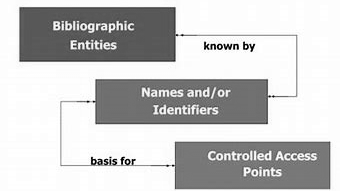 Bibliographic
Entities
known by
Names and/or
Identifiers
basis for
Controlled Access
Points